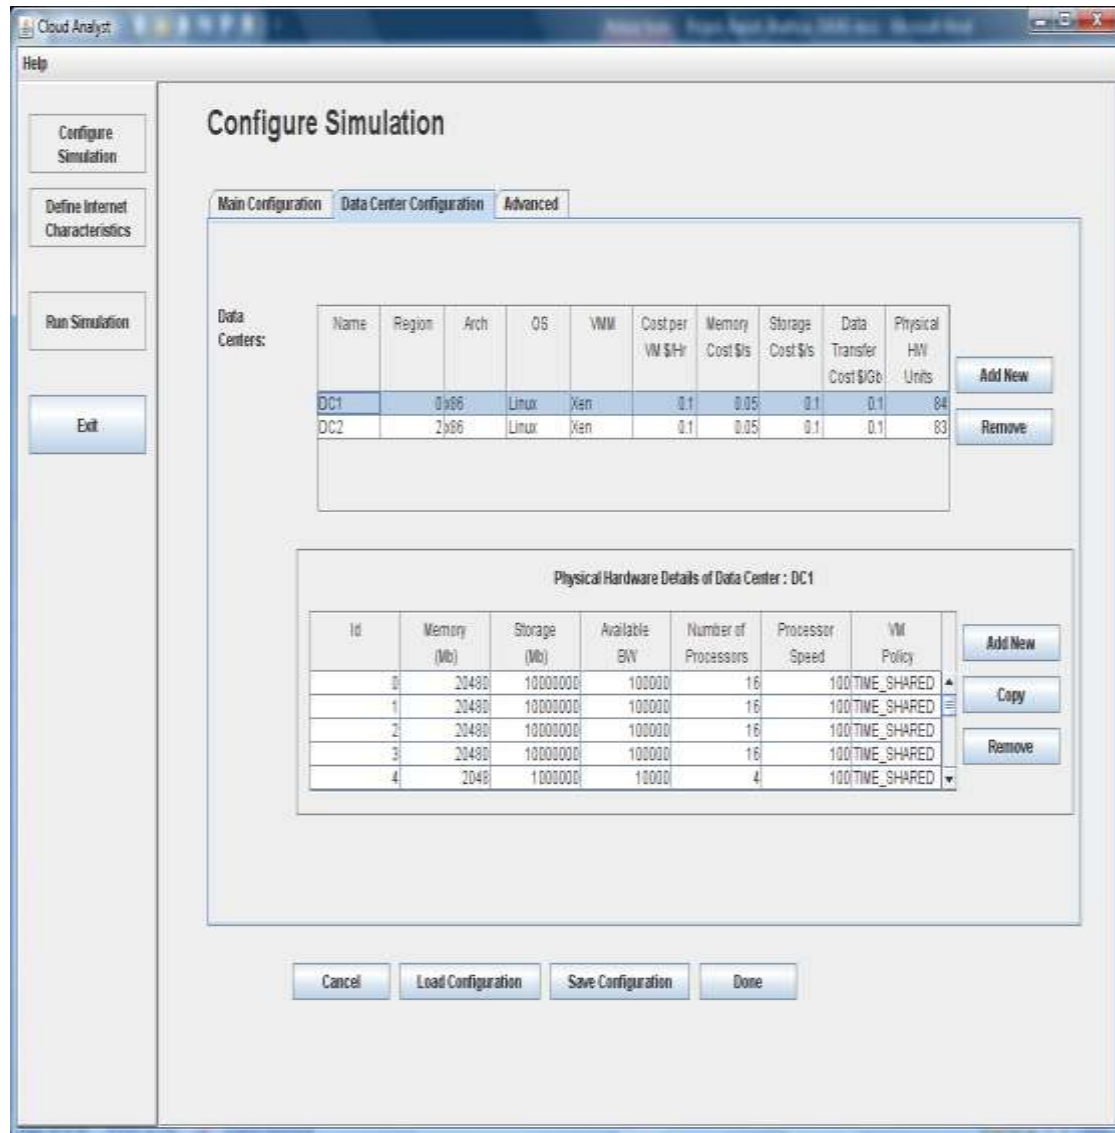 Cloud Analyst
Help
Configure Simulation
Define Internet Characteristics
Run Simulation
Exit
Configure Simulation
Main Configuration Data Center Configuration Advanced
Data Centers:
Name Region Arch OS VMM Cost per VM $/Hr Memory Cost $/s Storage Cost $/s Data Transfer Cost $/Gb Physical HW Units
DC1 0 x86 Linux Xen 0.1 0.05 0.1 0.1 84
DC2 2 x86 Linux Xen 0.1 0.05 0.1 0.1 83
Add New
Remove
Physical Hardware Details of Data Center : DC1
Id Memory (Mb) Storage (Mb) Available BW Number of Processors Processor Speed VM Policy
0 20480 10000000 100000 16 100 TIME_SHARED
1 20480 10000000 100000 16 100 TIME_SHARED
2 20480 10000000 100000 16 100 TIME_SHARED
3 20480 10000000 100000 16 100 TIME_SHARED
4 2048 1000000 10000 4 100 TIME_SHARED
Add New
Copy
Remove
Cancel Load Configuration Save Configuration Done